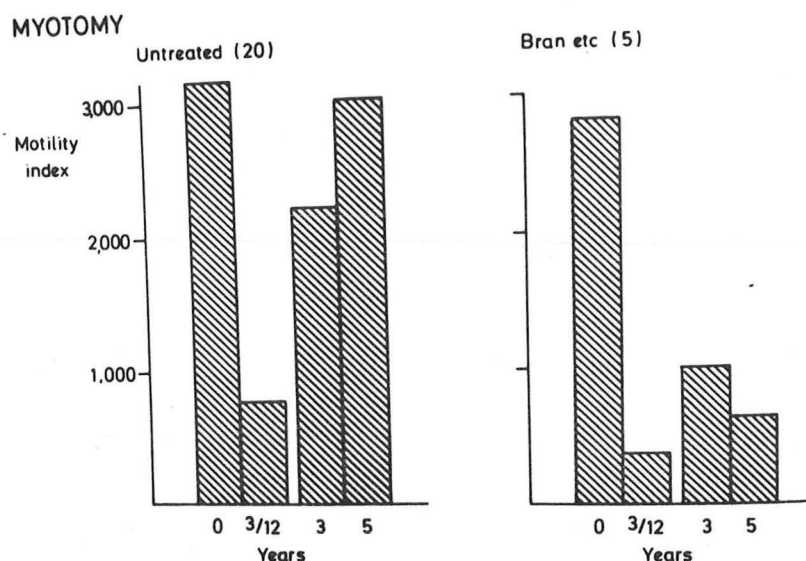 MYOTOMY
Untreated (20)
Bran etc (5)
Motility
index
3,000
2,000
1,000
0 3/12 3 5
Years
0 3/12 3 5
Years